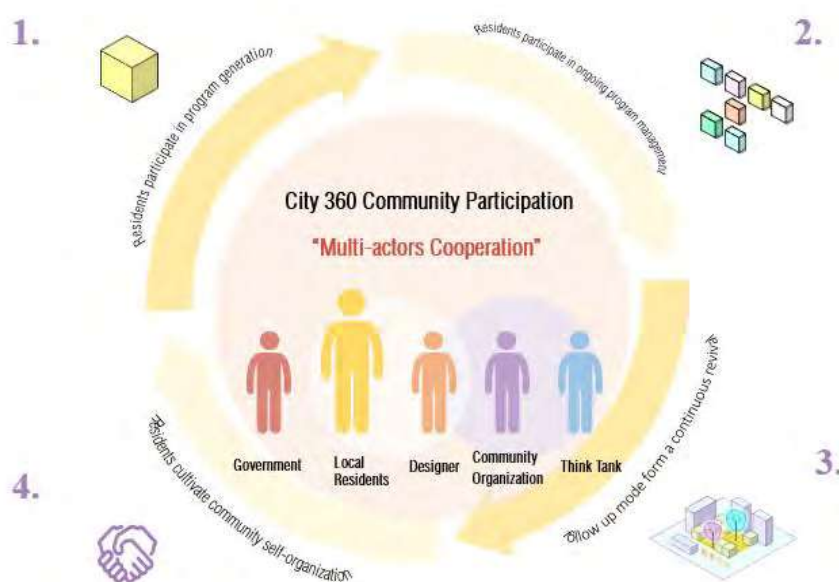 1.
Residents participate in program generation
2.
Residents participate in ongoing program management
City 360 Community Participation
"Multi-actors Cooperation"
Government
Local
Residents
Designer
Community
Organization
Think Tank
3.
follow up mode form a continuous revival
4.
Residents cultivate community self-organization